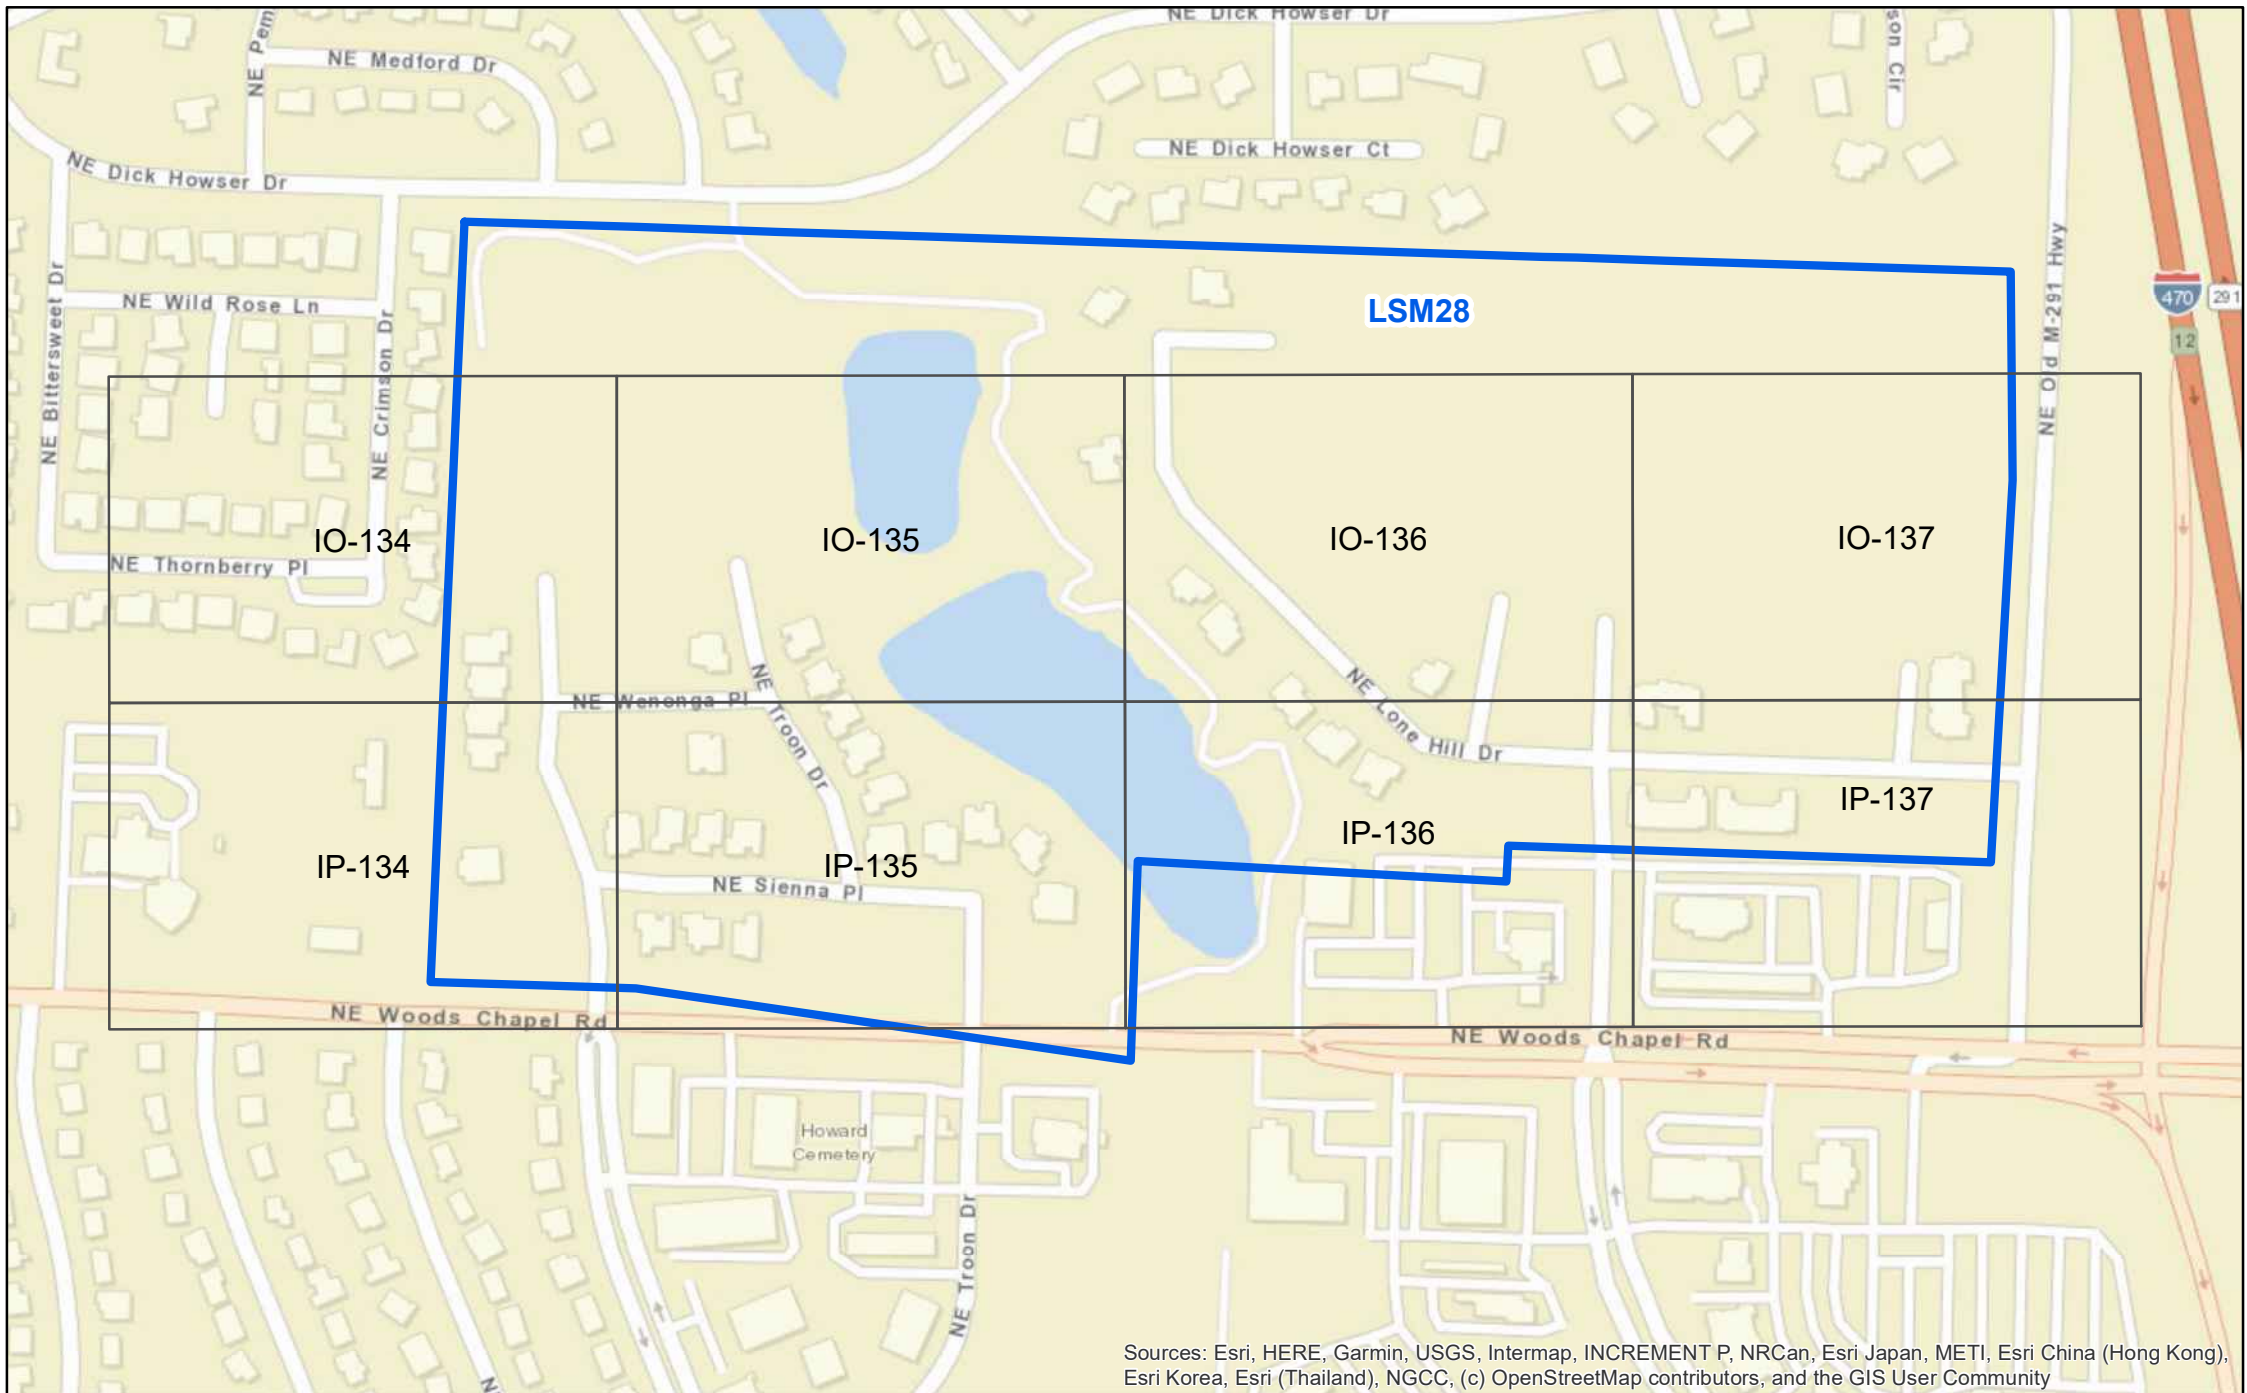 NE Dick Howser Dr
NE Pem
NE Medford Dr
son Cir
NE Dick Howser Ct
NE Dick Howser Dr
NE Old M-291 Hwy
NE Bittersweet Dr
NE Wild Rose Ln
NE Crimson Dr
LSM28
470
291
12
IO-134
IO-135
IO-136
IO-137
NE Thornberry Pl
NE Wenonga Pl
NE Troon Dr
NE Lone Hill Dr
IP-134
IP-135
IP-136
IP-137
NE Sienna Pl
NE Woods Chapel Rd
NE Woods Chapel Rd
Howard
Cemetery
NE Troon Dr
N
Sources: Esri, HERE, Garmin, USGS, Intermap, INCREMENT P, NRCan, Esri Japan, METI, Esri China (Hong Kong),
Esri Korea, Esri (Thailand), NGCC, (c) OpenStreetMap contributors, and the GIS User Community